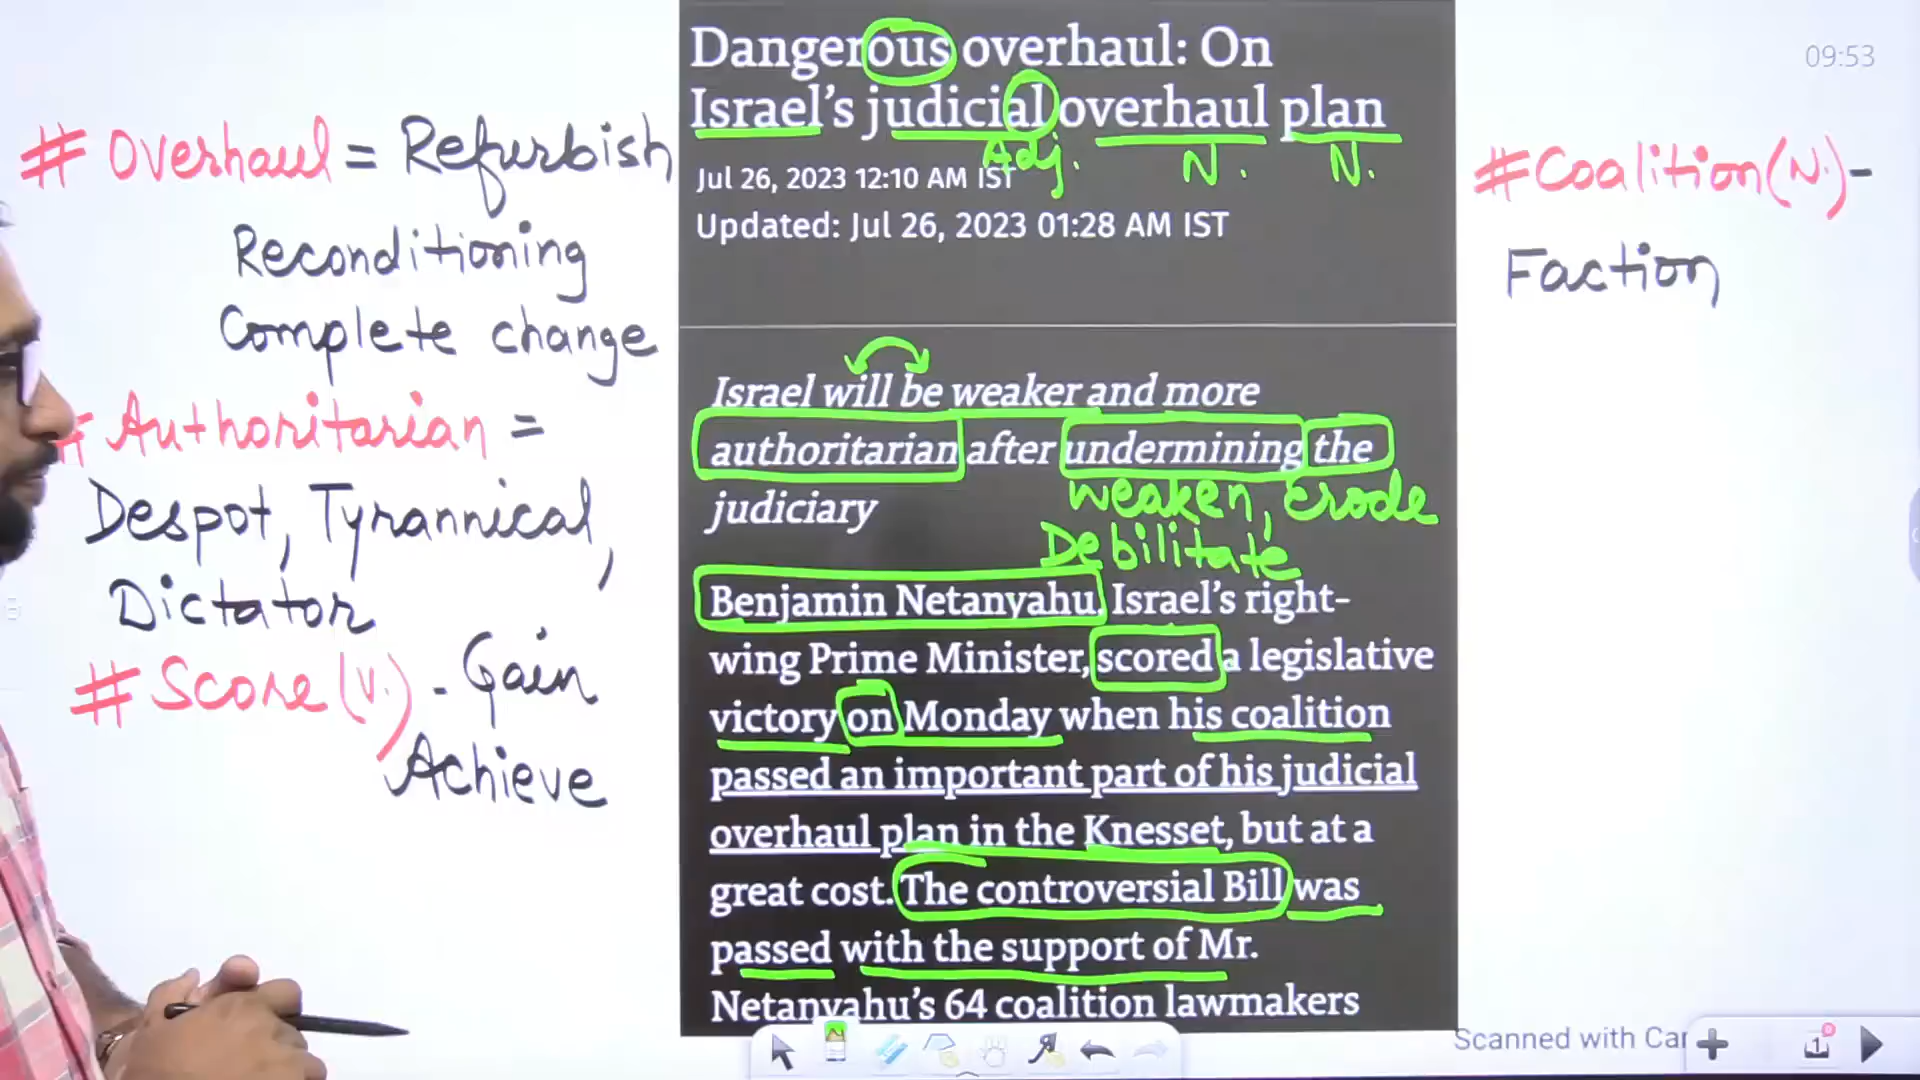 Dangerous overhaul: On
Israel's judicial overhaul plan
Adj. N. N.
Jul 26, 2023 12:10 AM IST
Updated: Jul 26, 2023 01:28 AM IST
09:53
# Overhaul = Refurbish
Reconditioning
Complete change
# Authoritarian =
Despot, Tyrannical,
Dictator
# Score (V.) - Gain
Achieve
Israel will be weaker and more
authoritarian after undermining the
weaken, Erode
judiciary
Debilitate
Benjamin Netanyahu, Israel's right-
wing Prime Minister, scored a legislative
victory on Monday when his coalition
passed an important part of his judicial
overhaul plan in the Knesset, but at a
great cost. The controversial Bill was
passed with the support of Mr.
Netanyahu's 64 coalition lawmakers
# Coalition (N.) -
Faction
Scanned with Car
1